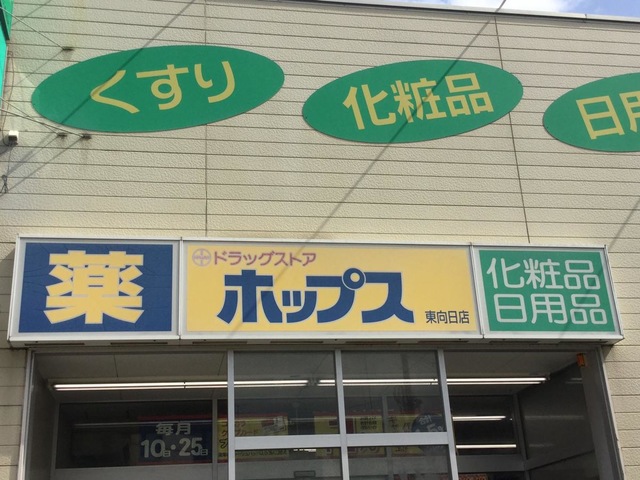 くすり
化粧品
日用
薬
ドラッグストア
ホップス
東向日店
化粧品
日用品
毎月
10日・25日